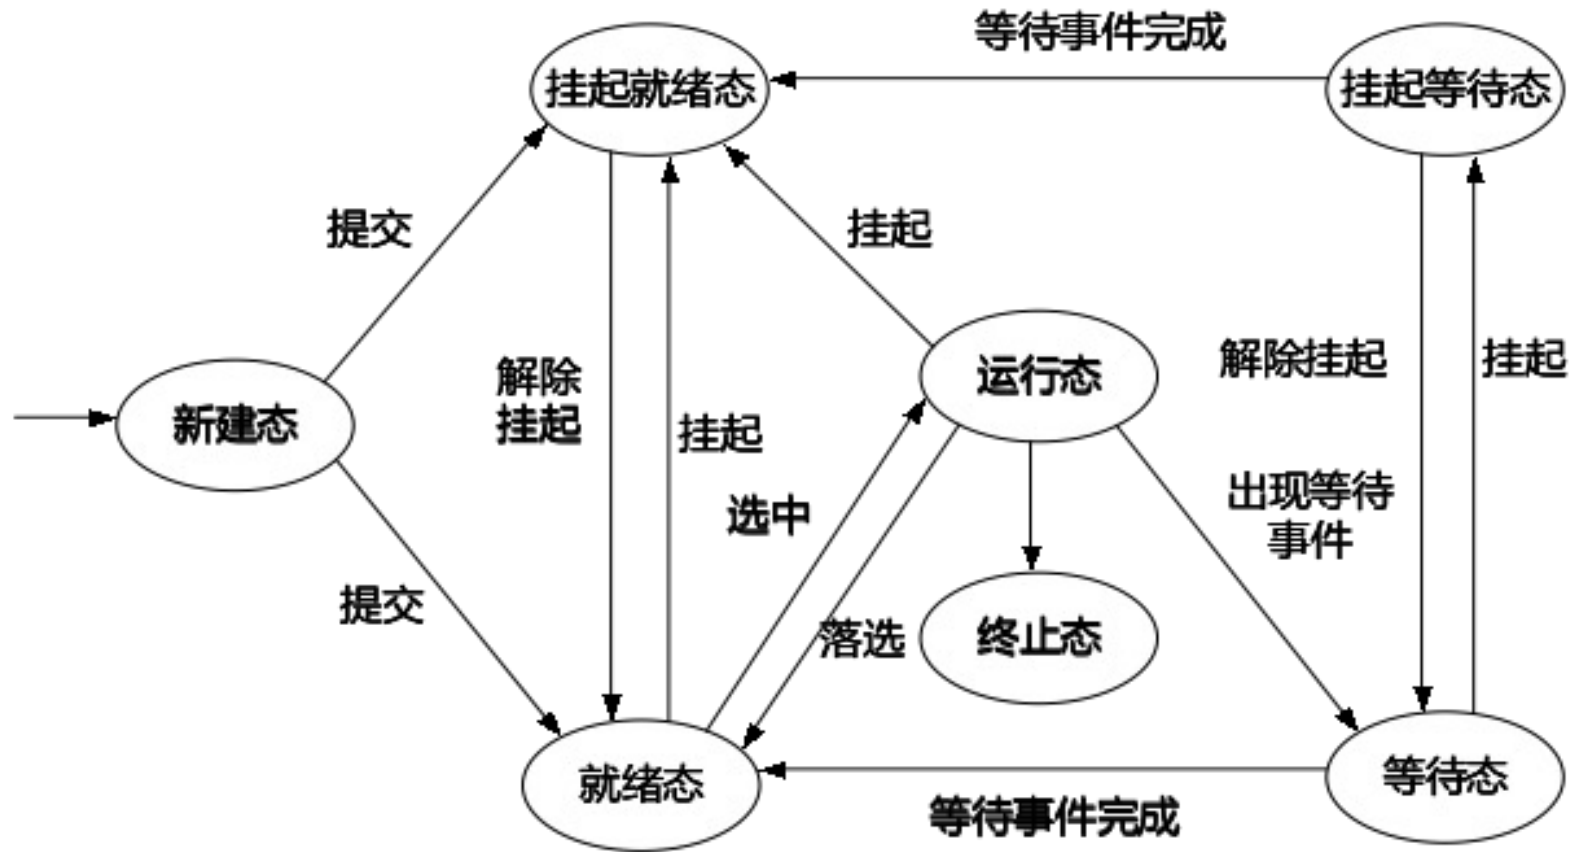 等待事件完成
挂起就绪态
挂起等待态
提交
挂起
解除
挂起
挂起
运行态
解除挂起
挂起
新建态
选中
出现等待
事件
提交
落选
终止态
就绪态
等待态
等待事件完成